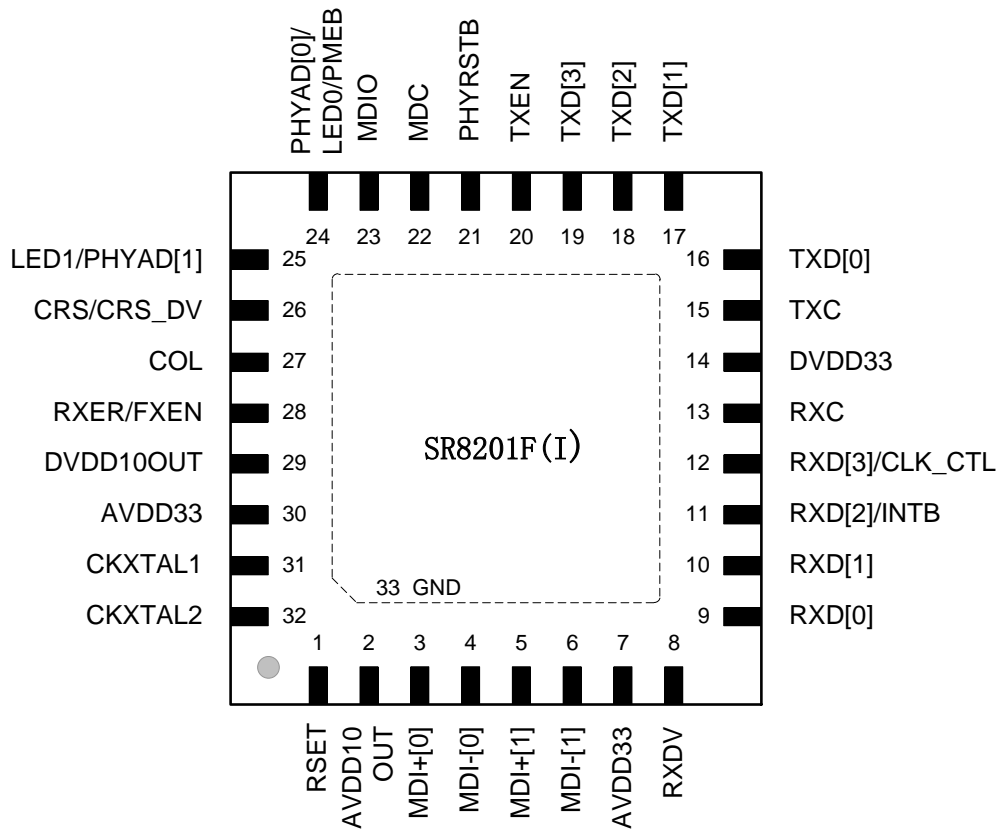 PHYAD[0]/
LED0/PMEB
MDIO
MDC
PHYRSTB
TXEN
TXD[3]
TXD[2]
TXD[1]
24
23
22
21
20
19
18
17
LED1/PHYAD[1]
25
16
TXD[0]
CRS/CRS_DV
26
15
TXC
COL
27
14
DVDD33
RXER/FXEN
28
13
RXC
DVDD10OUT
29
SR8201F(I)
12
RXD[3]/CLK_CTL
AVDD33
30
11
RXD[2]/INTB
CKXTAL1
31
10
RXD[1]
33 GND
CKXTAL2
32
9
RXD[0]
1
2
3
4
5
6
7
8
RSET
AVDD10
OUT
MDI+[0]
MDI-[0]
MDI+[1]
MDI-[1]
AVDD33
RXDV